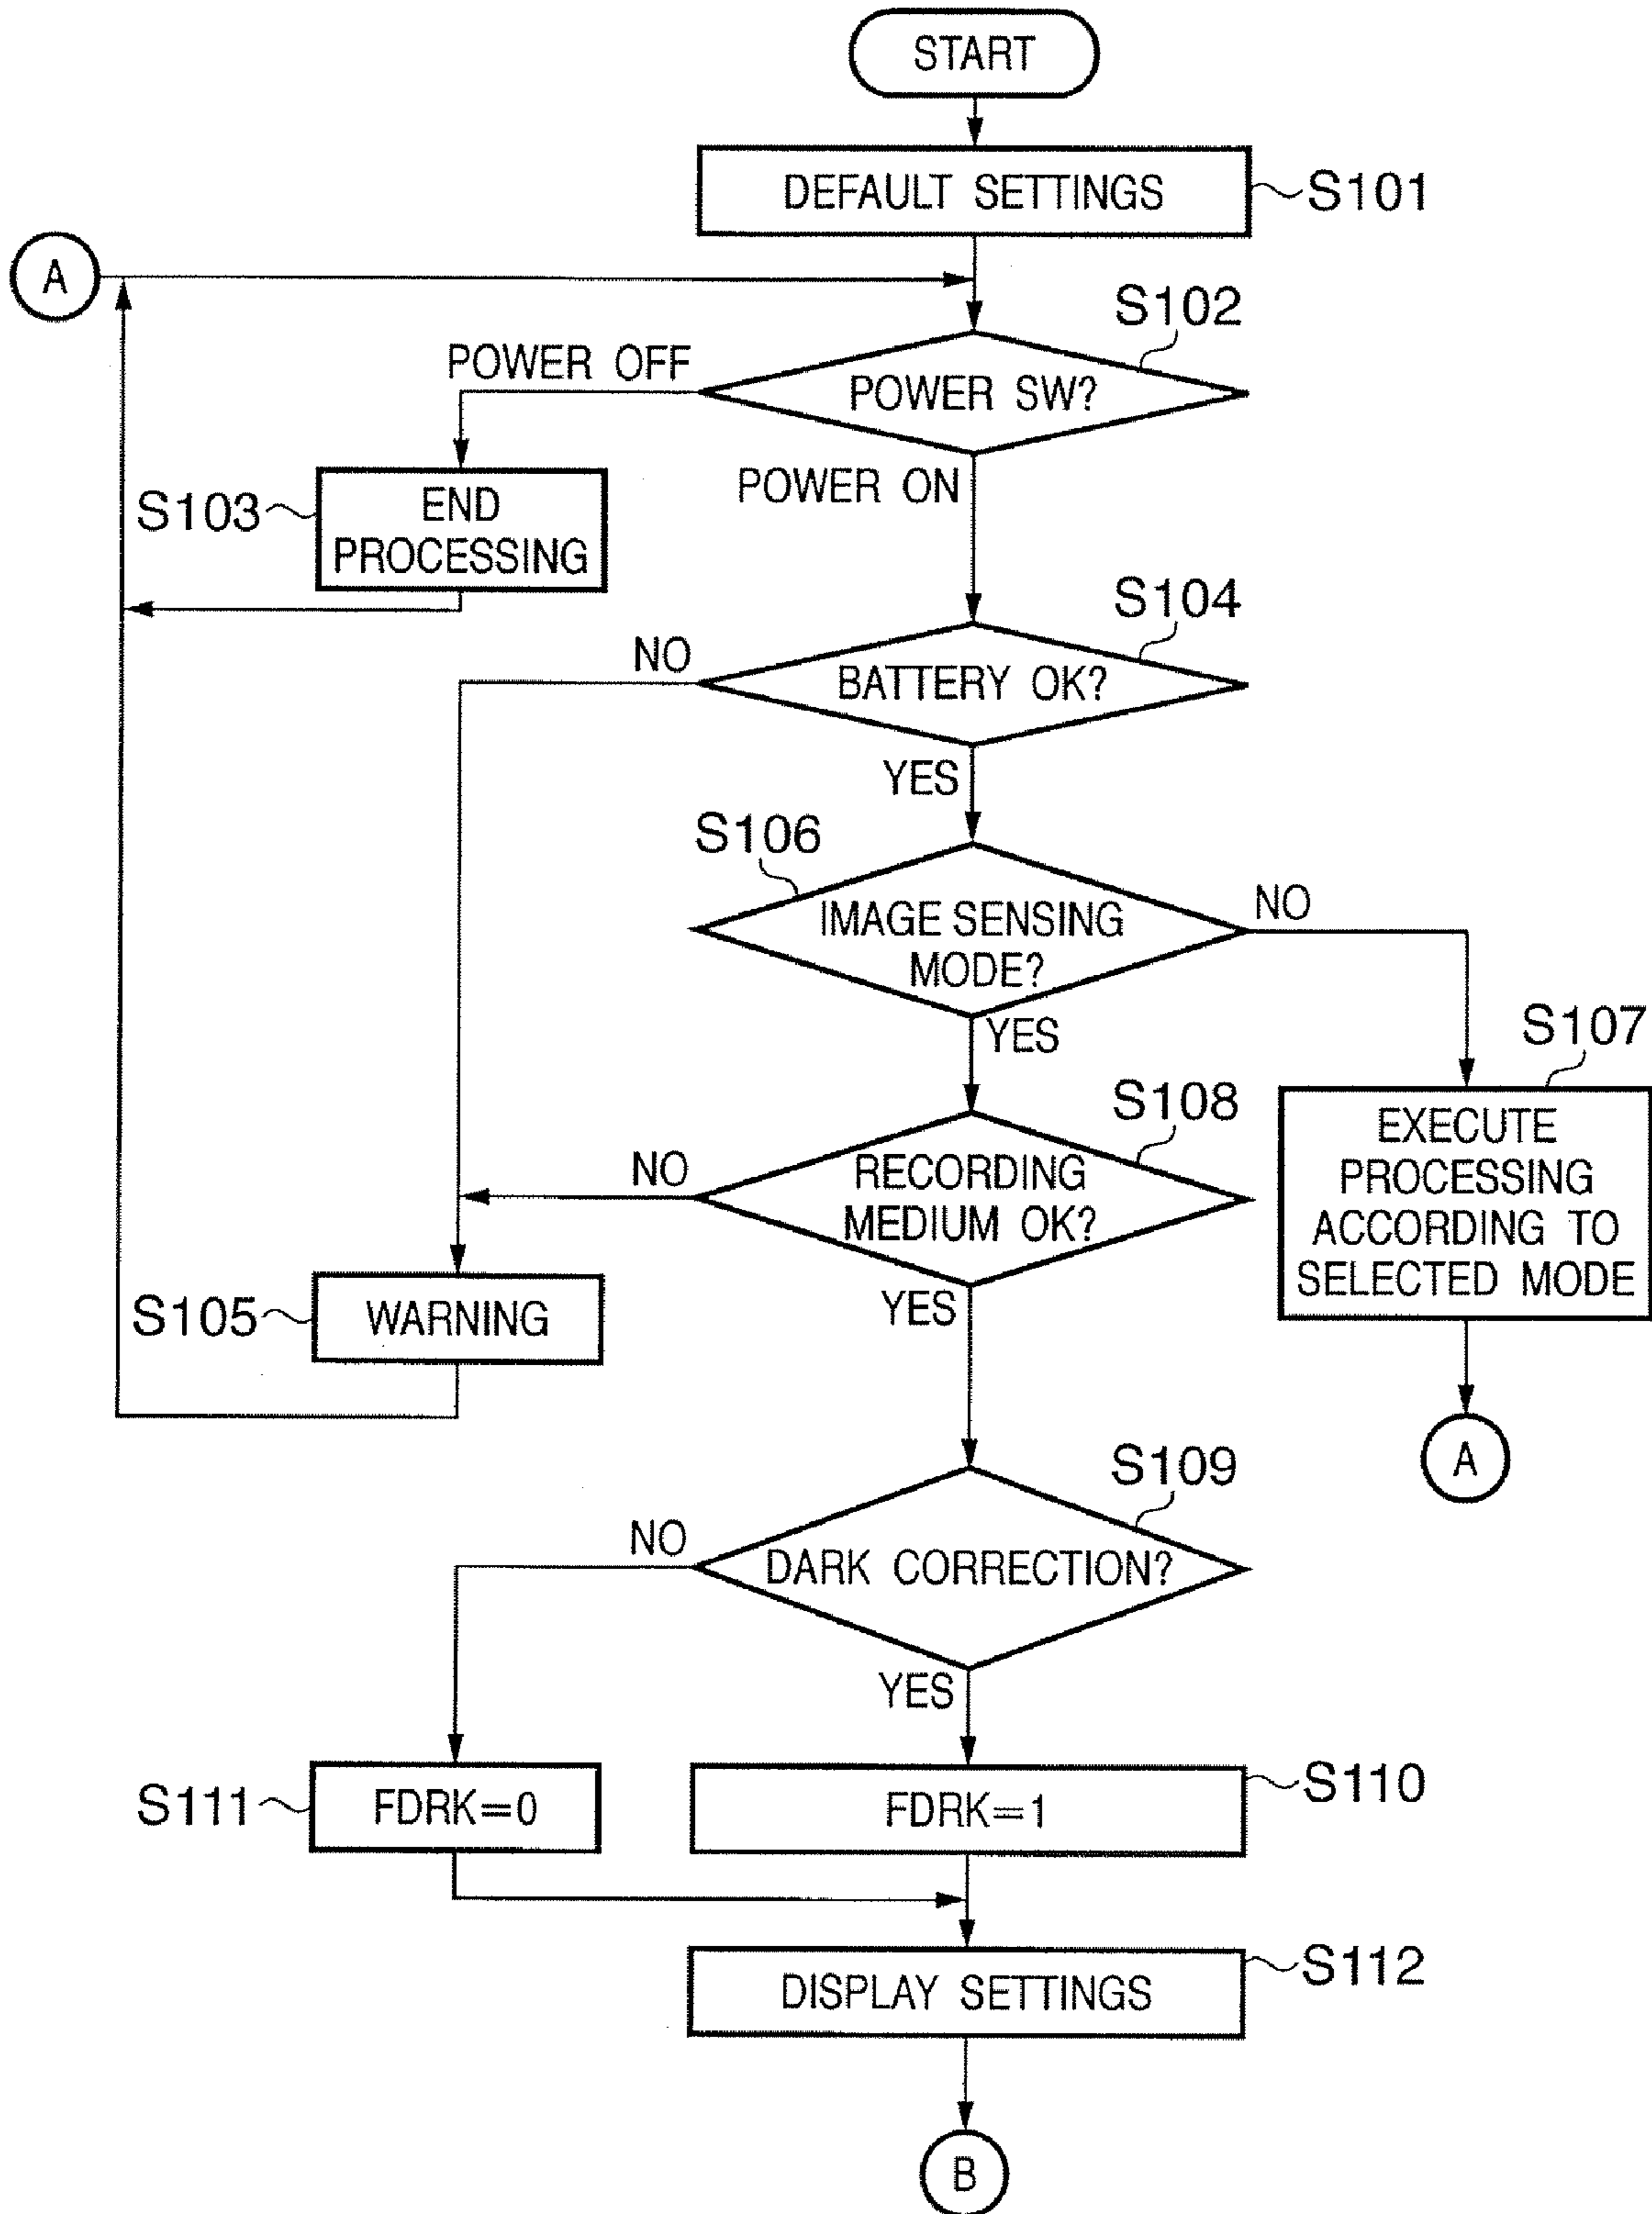 START
DEFAULT SETTINGS
S101
A
S102
POWER OFF
POWER SW?
S103
END
PROCESSING
POWER ON
S104
NO
BATTERY OK?
YES
S106
IMAGE SENSING
MODE?
NO
YES
S107
EXECUTE
PROCESSING
ACCORDING TO
SELECTED MODE
S108
NO
RECORDING
MEDIUM OK?
YES
S105
WARNING
A
S109
NO
DARK CORRECTION?
YES
S111
FDRK=0
FDRK=1
S110
DISPLAY SETTINGS
S112
B